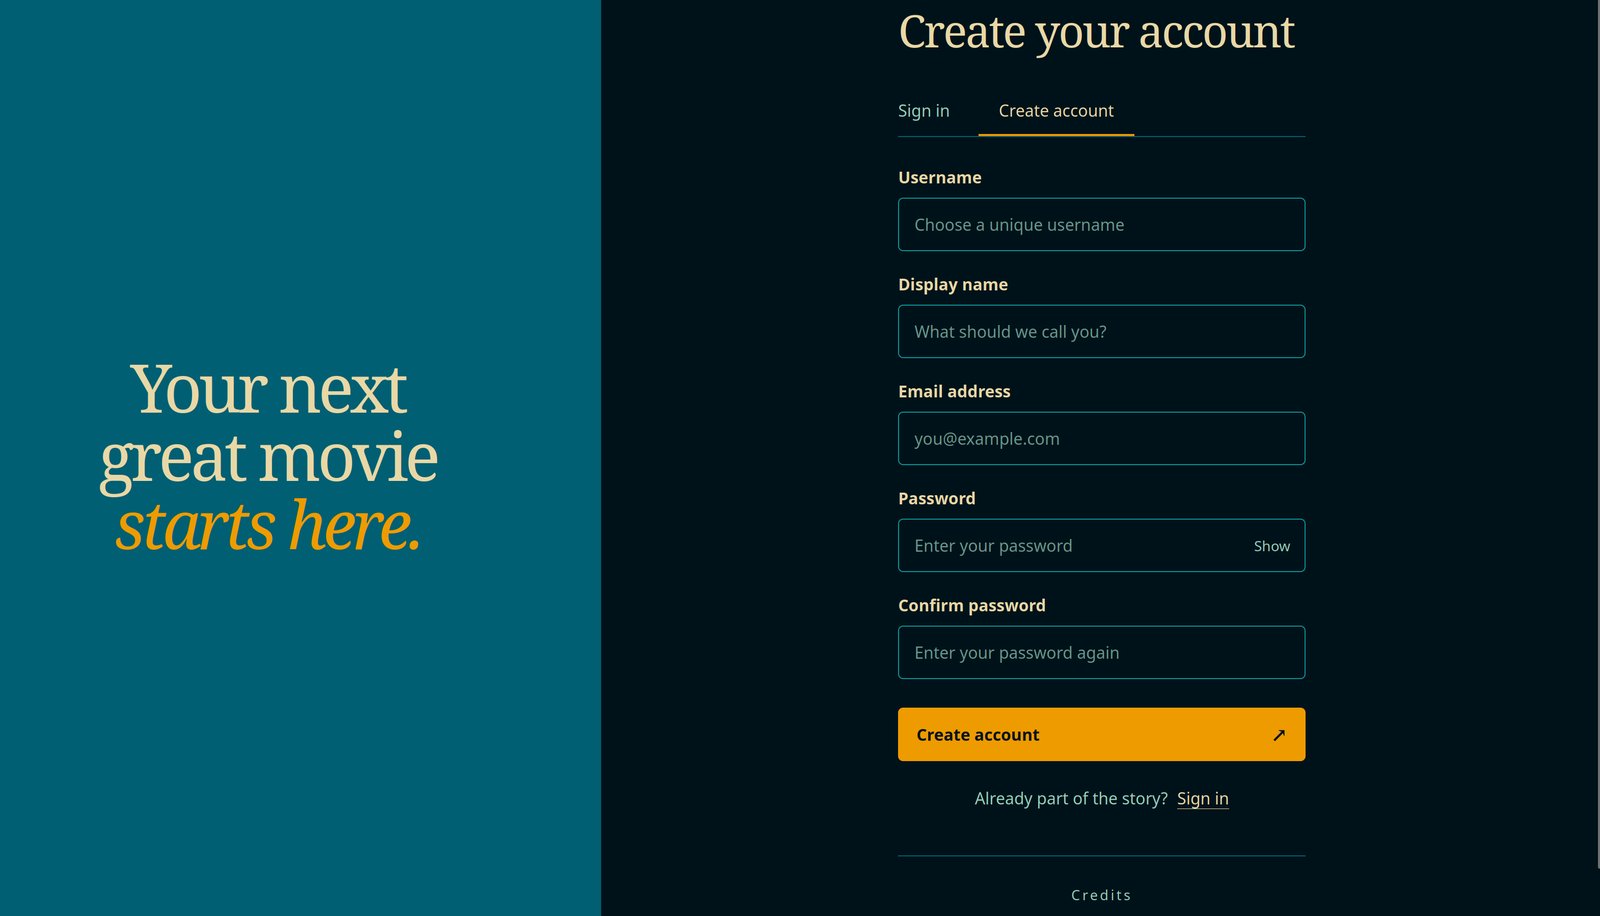 Your next
great movie
starts here.
Create your account
Sign in
Create account
Username
Choose a unique username
Display name
What should we call you?
Email address
you@example.com
Password
Enter your password
Show
Confirm password
Enter your password again
Create account ↗
Already part of the story? Sign in
Credits